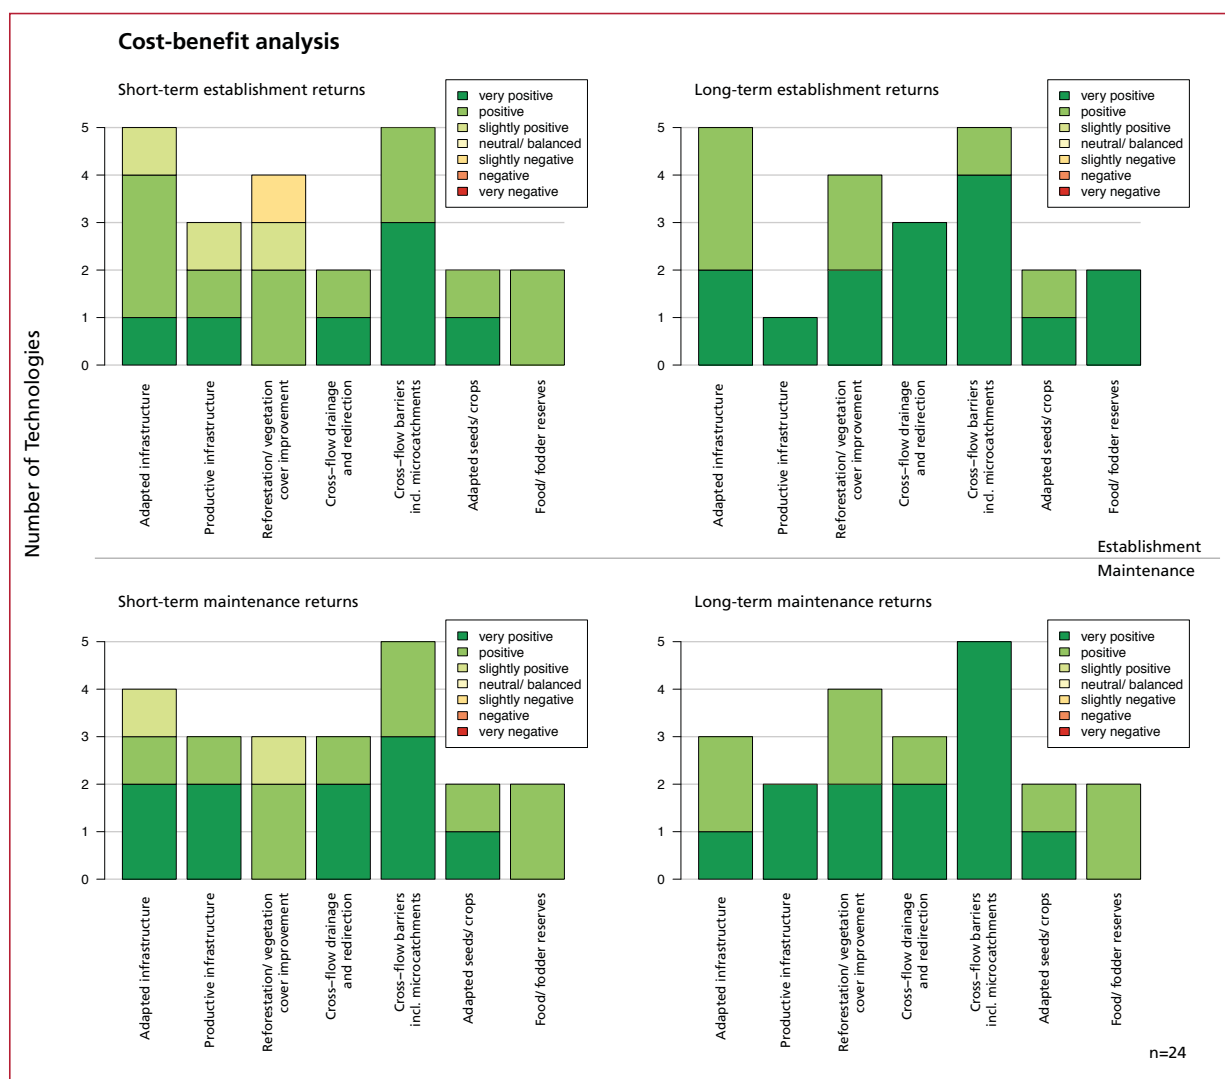 Cost-benefit analysis
Number of Technologies
Short-term establishment returns
very positive
positive
slightly positive
neutral/ balanced
slightly negative
negative
very negative
5
4
3
2
1
0
Adapted infrastructure
Productive infrastructure
Reforestation/ vegetation
cover improvement
Cross−flow drainage
and redirection
Cross−flow barriers
incl. microcatchments
Adapted seeds/ crops
Food/ fodder reserves
Long-term establishment returns
very positive
positive
slightly positive
neutral/ balanced
slightly negative
negative
very negative
5
4
3
2
1
0
Adapted infrastructure
Productive infrastructure
Reforestation/ vegetation
cover improvement
Cross−flow drainage
and redirection
Cross−flow barriers
incl. microcatchments
Adapted seeds/ crops
Food/ fodder reserves
Establishment
Maintenance
Short-term maintenance returns
very positive
positive
slightly positive
neutral/ balanced
slightly negative
negative
very negative
5
4
3
2
1
0
Adapted infrastructure
Productive infrastructure
Reforestation/ vegetation
cover improvement
Cross−flow drainage
and redirection
Cross−flow barriers
incl. microcatchments
Adapted seeds/ crops
Food/ fodder reserves
Long-term maintenance returns
very positive
positive
slightly positive
neutral/ balanced
slightly negative
negative
very negative
5
4
3
2
1
0
Adapted infrastructure
Productive infrastructure
Reforestation/ vegetation
cover improvement
Cross−flow drainage
and redirection
Cross−flow barriers
incl. microcatchments
Adapted seeds/ crops
Food/ fodder reserves
n=24